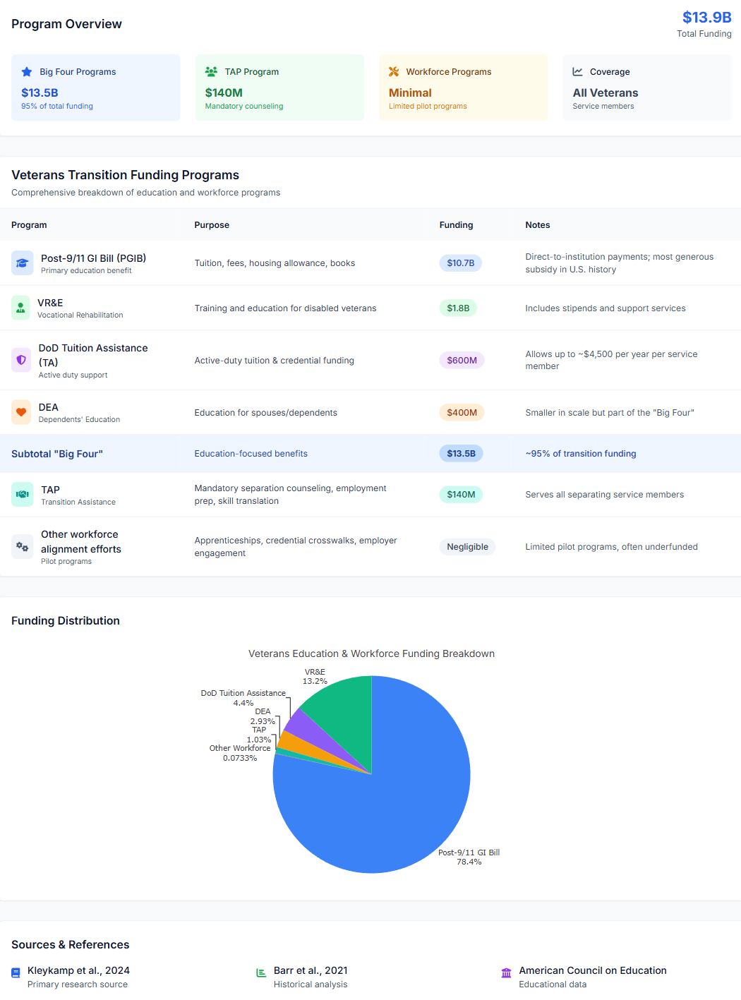 Program Overview
$13.9B
Total Funding
Big Four Programs
$13.5B
95% of total funding
TAP Program
$140M
Mandatory counseling
Workforce Programs
Minimal
Limited pilot programs
Coverage
All Veterans
Service members
Veterans Transition Funding Programs
Comprehensive breakdown of education and workforce programs
Program Purpose Funding Notes
Post-9/11 GI Bill (PGIB)
Primary education benefit
Tuition, fees, housing allowance, books
$10.7B
Direct-to-institution payments; most generous
subsidy in U.S. history
VR&E
Vocational Rehabilitation
Training and education for disabled veterans
$1.8B
Includes stipends and support services
DoD Tuition Assistance
(TA)
Active duty support
Active-duty tuition & credential funding
$600M
Allows up to ~$4,500 per year per service
member
DEA
Dependents' Education
Education for spouses/dependents
$400M
Smaller in scale but part of the "Big Four"
Subtotal "Big Four"
Education-focused benefits
$13.5B
~95% of transition funding
TAP
Transition Assistance
Mandatory separation counseling, employment
prep, skill translation
$140M
Serves all separating service members
Other workforce
alignment efforts
Pilot programs
Apprenticeships, credential crosswalks, employer
engagement
Negligible
Limited pilot programs, often underfunded
Funding Distribution
Veterans Education & Workforce Funding Breakdown
VR&E
13.2%
DoD Tuition Assistance
4.4%
DEA
2.93%
TAP
1.03%
Other Workforce
0.0733%
Post-9/11 GI Bill
78.4%
Sources & References
Kleykamp et al., 2024
Primary research source
Barr et al., 2021
Historical analysis
American Council on Education
Educational data